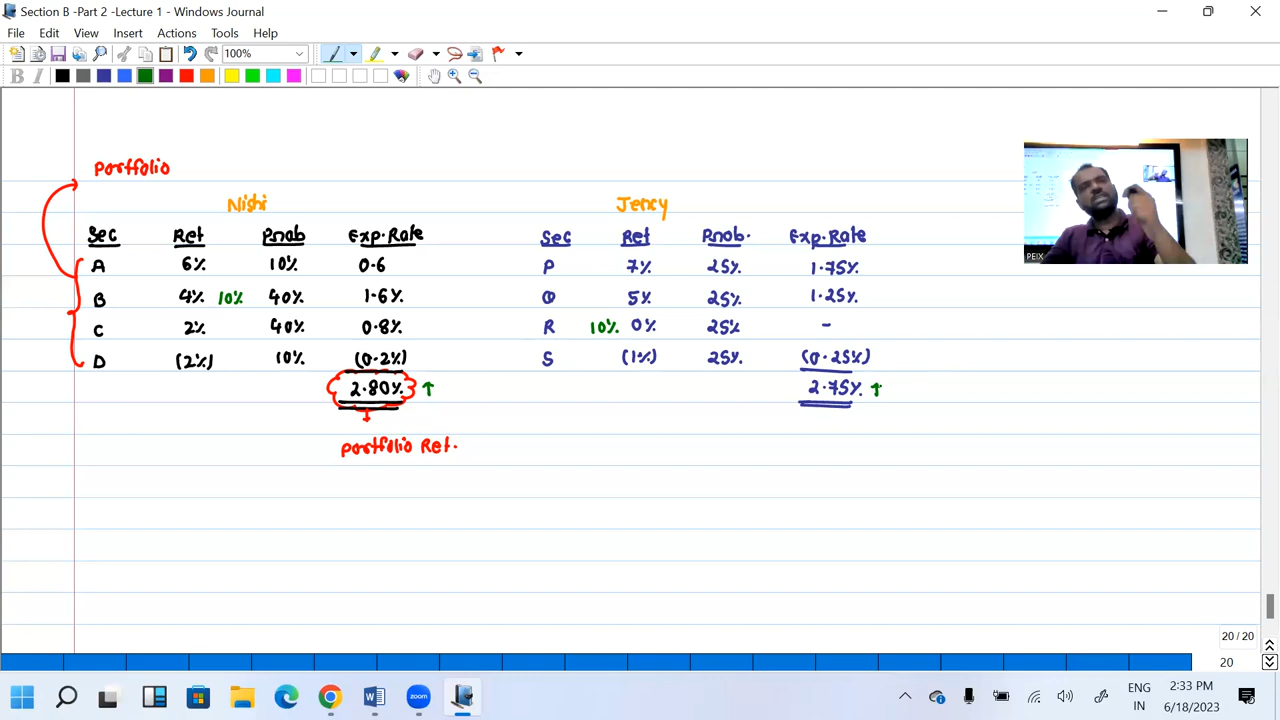 Section B -Part 2 -Lecture 1 - Windows Journal
File Edit View Insert Actions Tools Help
100%
B I
Portfolio
Nishi Jency
Sec Ret Prob Exp.Rate Sec Ret Prob. Exp.Rate
A 6% 10% 0.6 P 7% 25% 1.75%
B 4% 10% 40% 1.6% Q 5% 25% 1.25%
C 2% 40% 0.8% R 10% 0% 25% -
D (2%) 10% (0.2%) S (1%) 25% (0.25%)
2.80% ↑ 2.75% ↑
Portfolio Ret.
PEIX
20 / 20
20
zoom
ENG
IN
2:33 PM
6/18/2023